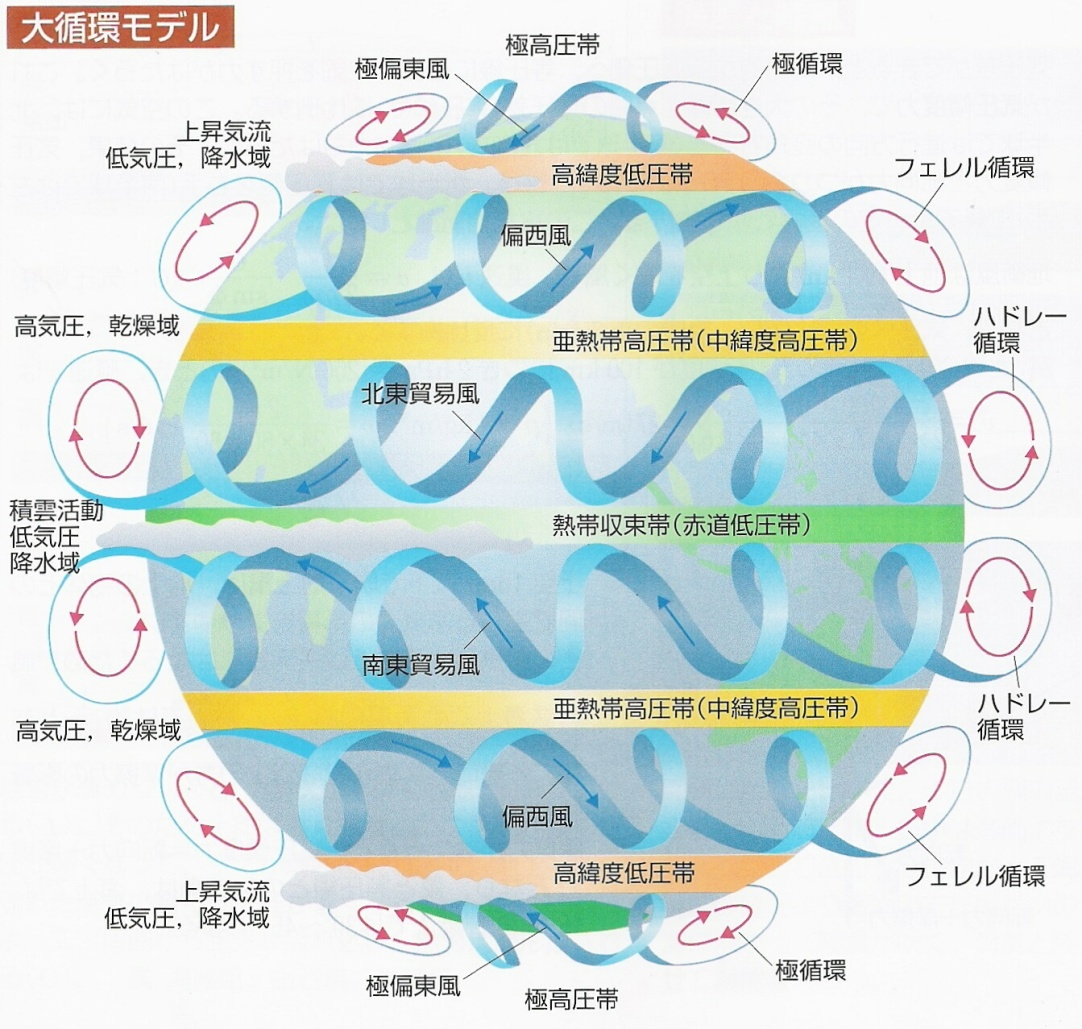 大循環モデル
極高圧帯
極偏東風
極循環
上昇気流
低気圧，降水域
高緯度低圧帯
フェレル循環
偏西風
高気圧，乾燥域
亜熱帯高圧帯（中緯度高圧帯）
ハドレー
循環
北東貿易風
積雲活動
低気圧
降水域
熱帯収束帯（赤道低圧帯）
南東貿易風
亜熱帯高圧帯（中緯度高圧帯）
高気圧，乾燥域
ハドレー
循環
偏西風
高緯度低圧帯
フェレル循環
上昇気流
低気圧，降水域
極偏東風
極高圧帯
極循環